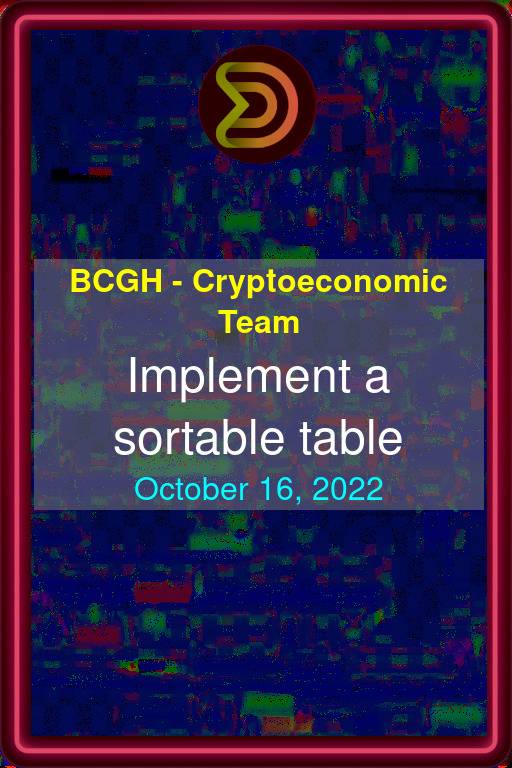 BCGH - Cryptoeconomic
Team
Implement a
sortable table
October 16, 2022